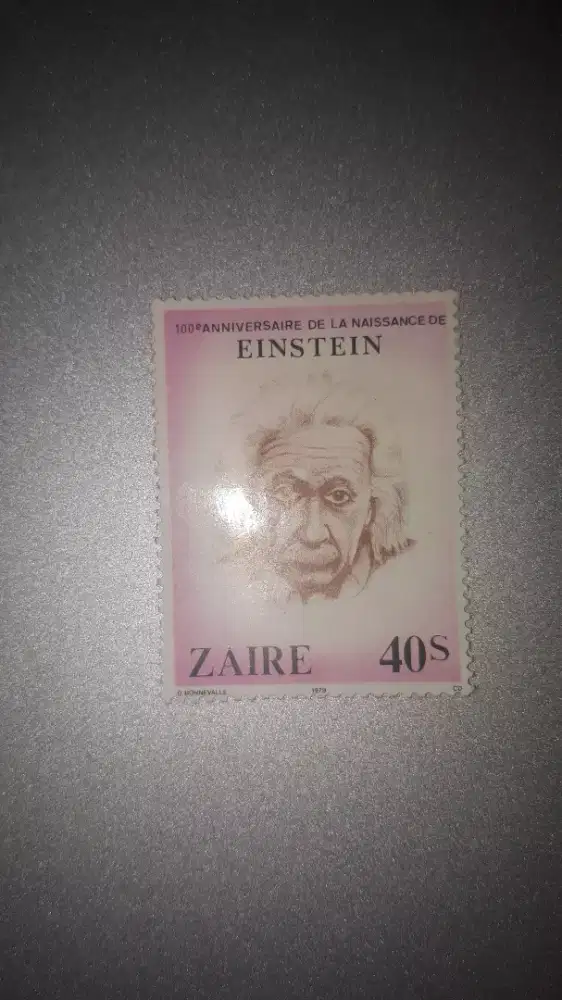 100e ANNIVERSAIRE DE LA NAISSANCE DE
EINSTEIN
ZAIRE 40S
1979